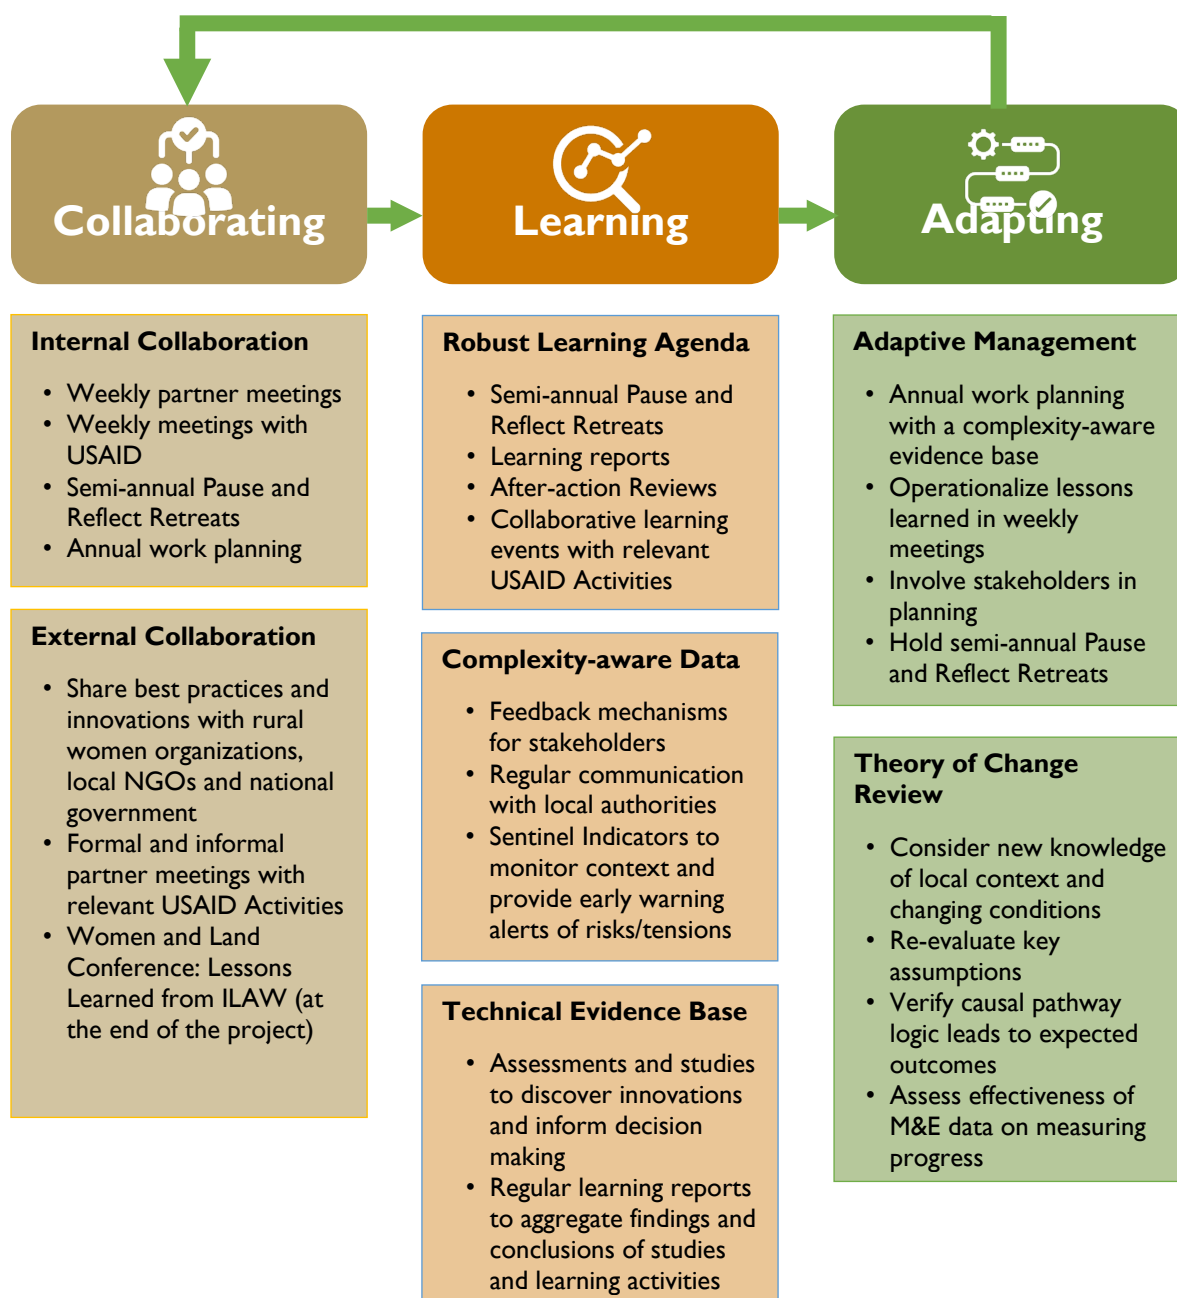 Collaborating
Learning
Adapting
Internal Collaboration
• Weekly partner meetings
• Weekly meetings with
USAID
• Semi-annual Pause and
Reflect Retreats
• Annual work planning
External Collaboration
• Share best practices and
innovations with rural
women organizations,
local NGOs and national
government
• Formal and informal
partner meetings with
relevant USAID Activities
• Women and Land
Conference: Lessons
Learned from ILAW (at
the end of the project)
Robust Learning Agenda
• Semi-annual Pause and
Reflect Retreats
• Learning reports
• After-action Reviews
• Collaborative learning
events with relevant
USAID Activities
Complexity-aware Data
• Feedback mechanisms
for stakeholders
• Regular communication
with local authorities
• Sentinel Indicators to
monitor context and
provide early warning
alerts of risks/tensions
Technical Evidence Base
• Assessments and studies
to discover innovations
and inform decision
making
• Regular learning reports
to aggregate findings and
conclusions of studies
and learning activities
Adaptive Management
• Annual work planning
with a complexity-aware
evidence base
• Operationalize lessons
learned in weekly
meetings
• Involve stakeholders in
planning
• Hold semi-annual Pause
and Reflect Retreats
Theory of Change
Review
• Consider new knowledge
of local context and
changing conditions
• Re-evaluate key
assumptions
• Verify causal pathway
logic leads to expected
outcomes
• Assess effectiveness of
M&E data on measuring
progress